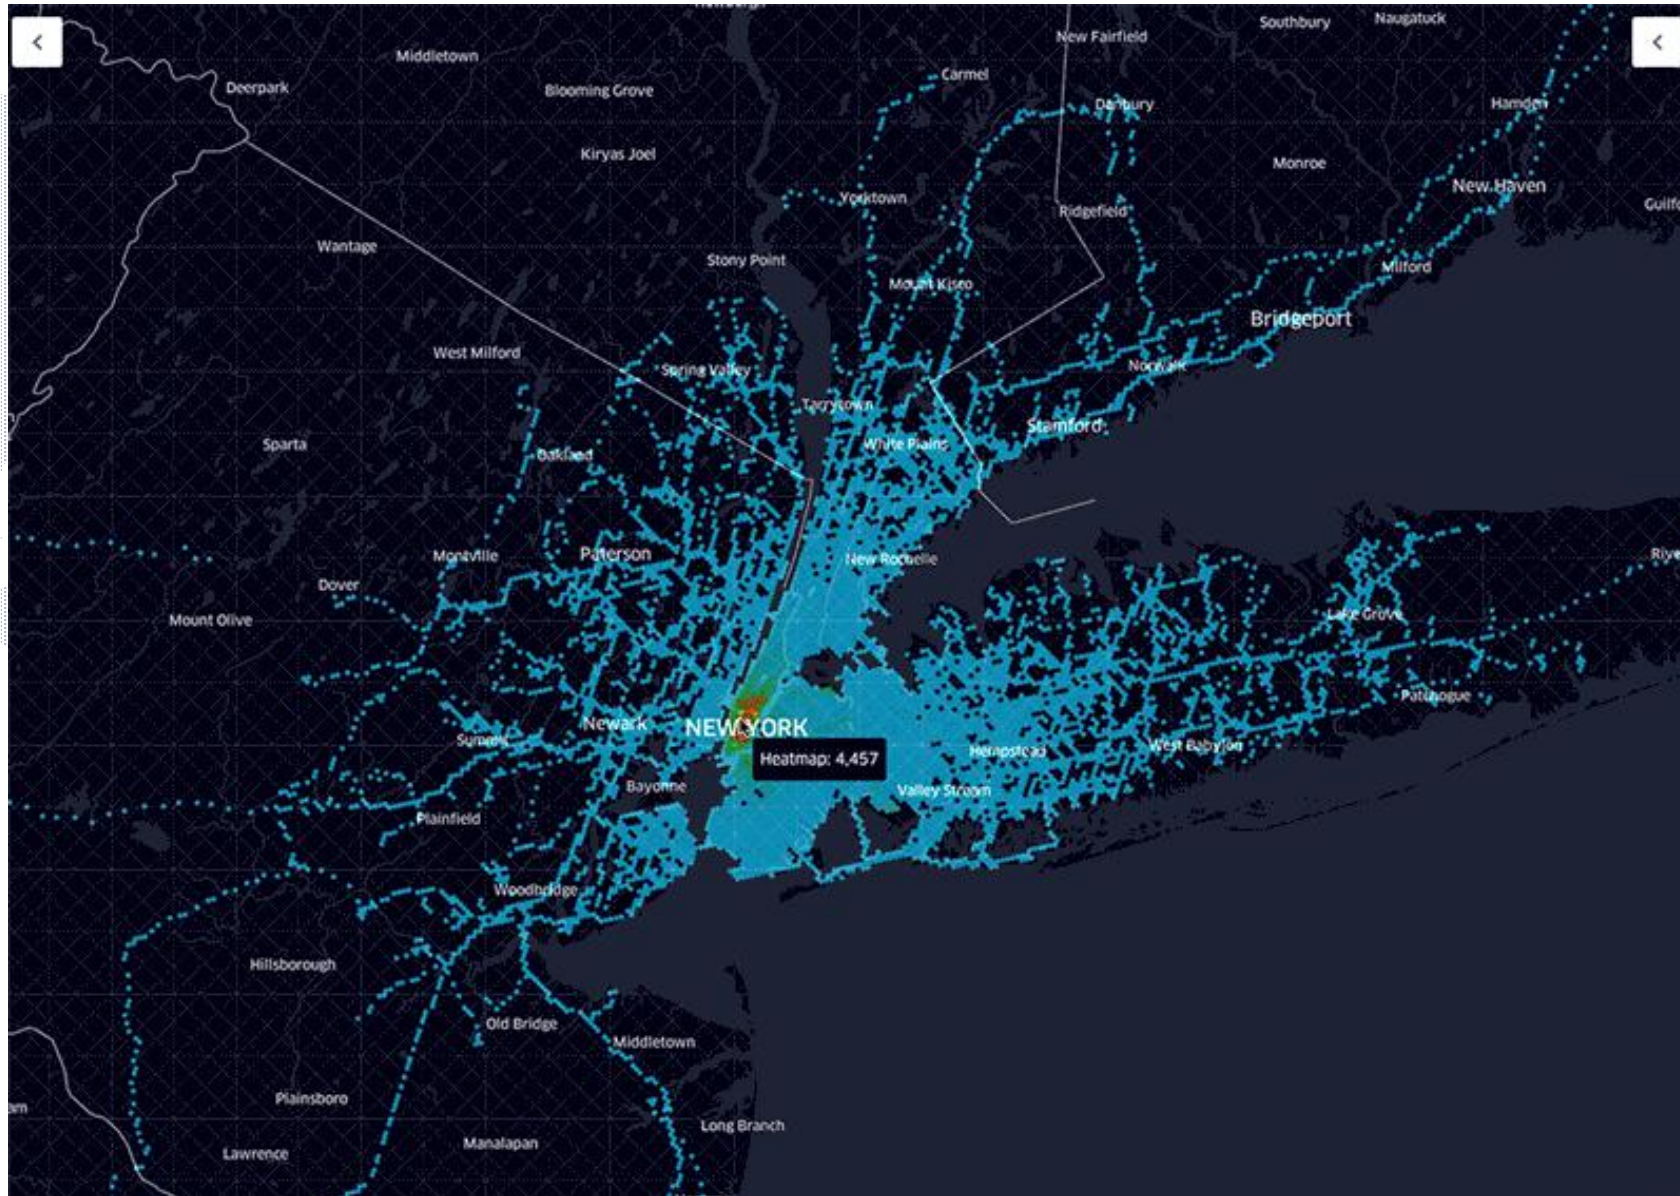 Naugatuck
Southbury
New Fairfield
Middletown
Carmel
Deerpark
Blooming Grove
Danbury
Hamden
Kiryas Joel
Monroe
New Haven
Yorktown
Ridgefield
Wantage
Stony Point
Milford
Mount Kisco
Bridgeport
West Milford
Norwalk
Spring Valley
Tarrytown
Stamford
Sparta
White Plains
Oakland
Paterson
Montville
New Rochelle
Dover
Mount Olive
Lake Grove
Patchogue
Newark
NEW YORK
Summit
Hempstead
West Babylon
Heatmap: 4,457
Bayonne
Valley Stream
Plainfield
Woodbridge
Hillsborough
Old Bridge
Middletown
Plainsboro
Long Branch
Manalapan
Lawrence